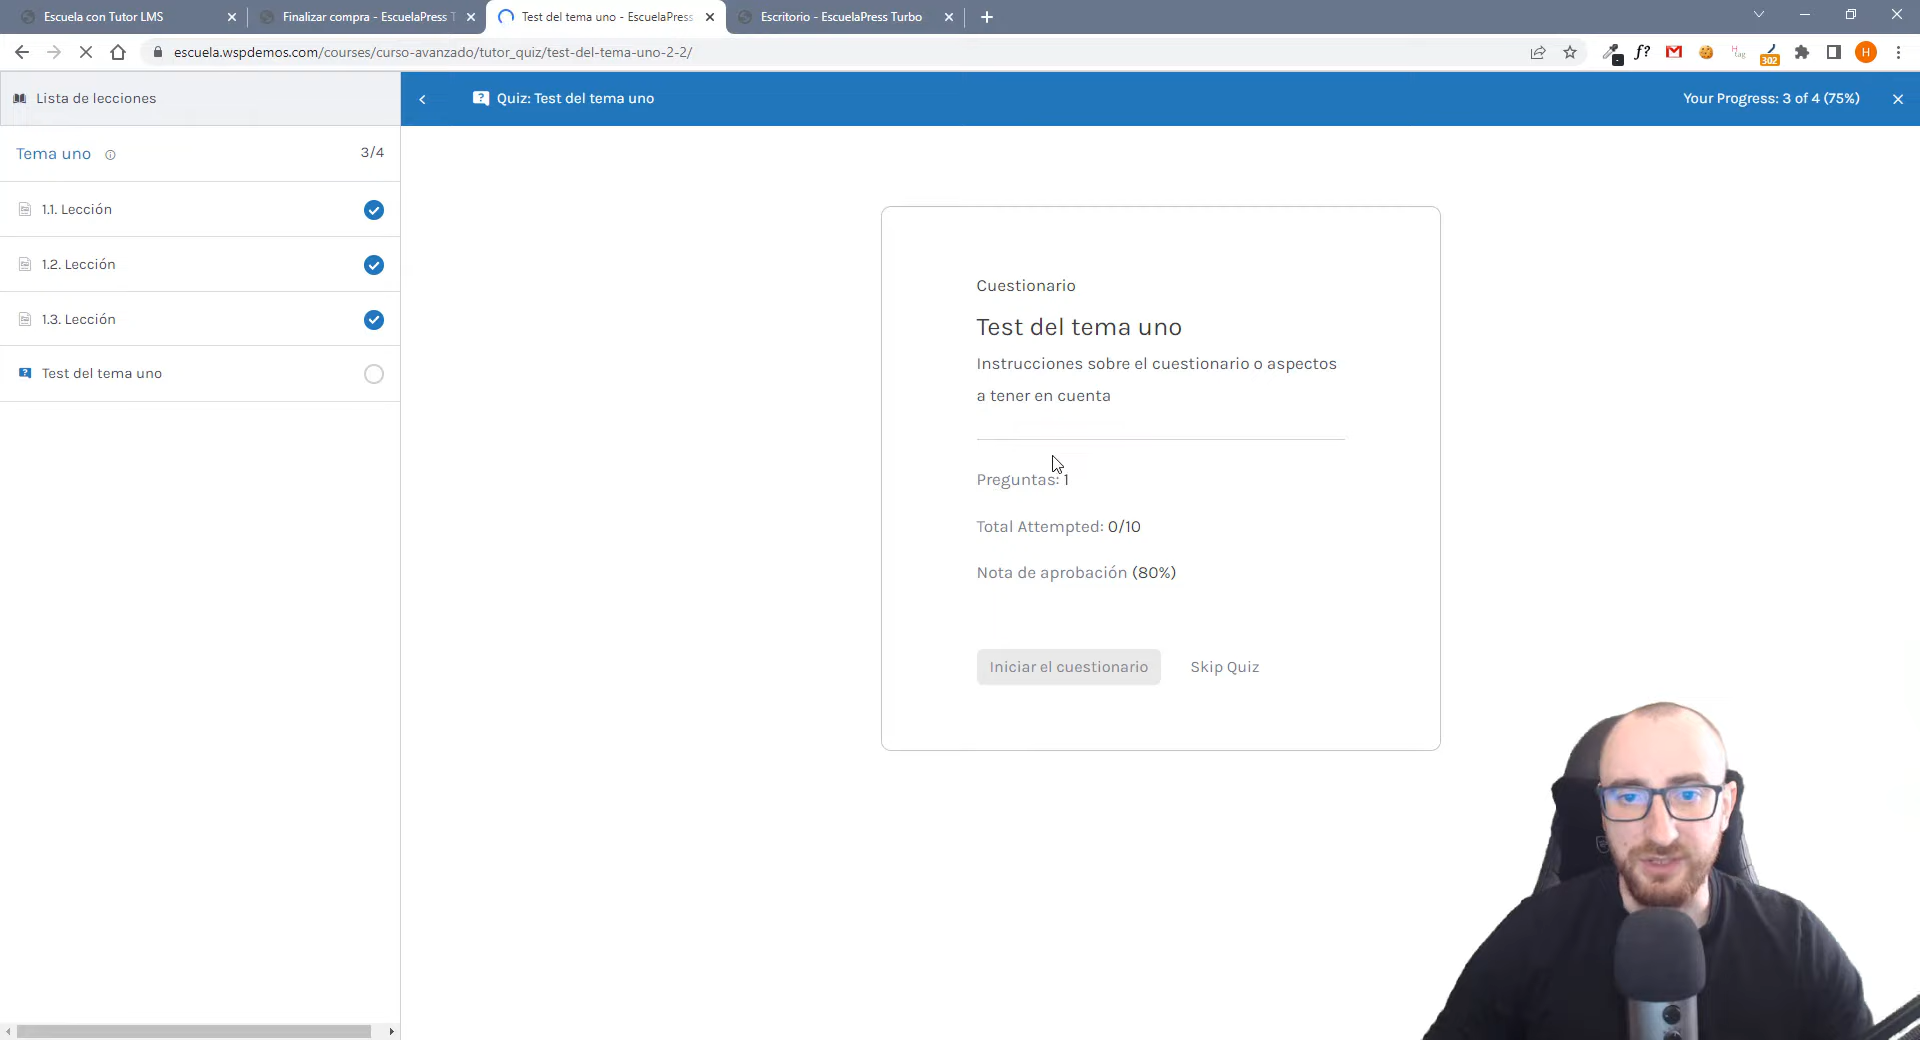 Escuela con Tutor LMS
Finalizar compra - EscuelaPress T
Test del tema uno - EscuelaPress
Escritorio - EscuelaPress Turbo
escuela.wspdemos.com/courses/curso-avanzado/tutor_quiz/test-del-tema-uno-2-2/
f?
302
H
Lista de lecciones
Quiz: Test del tema uno
Your Progress: 3 of 4 (75%)
Tema uno
3/4
1.1. Lección
1.2. Lección
1.3. Lección
Test del tema uno
Cuestionario
Test del tema uno
Instrucciones sobre el cuestionario o aspectos
a tener en cuenta
Preguntas: 1
Total Attempted: 0/10
Nota de aprobación (80%)
Iniciar el cuestionario
Skip Quiz